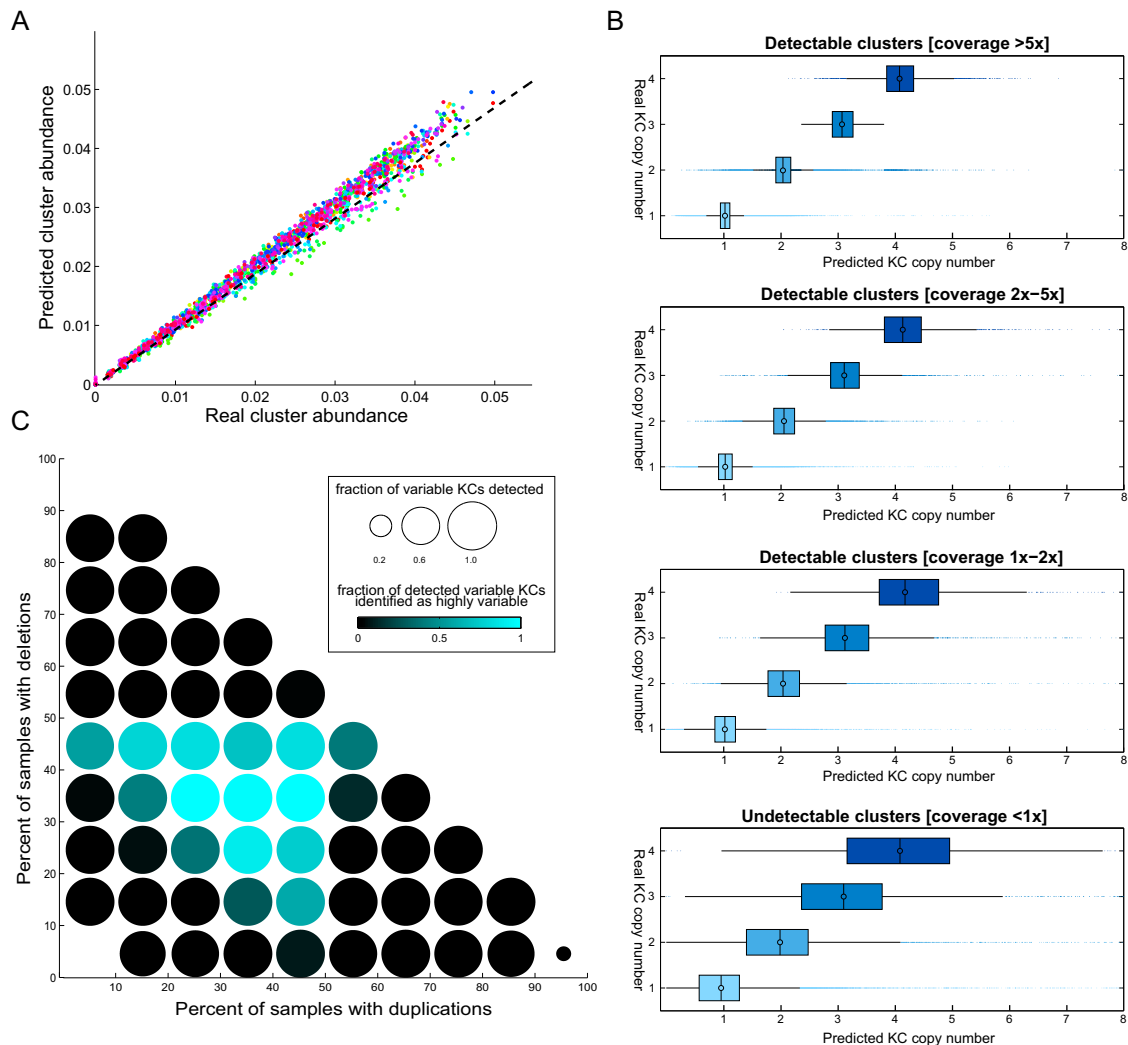 A
0.05
0.04
0.03
0.02
0.01
0
Predicted cluster abundance
0
0.01
0.02
0.03
0.04
0.05
Real cluster abundance
B
Detectable clusters [coverage >5x]
Real KC copy number
4
3
2
1
1 2 3 4 5 6 7 8
Predicted KC copy number
Detectable clusters [coverage 2x−5x]
Real KC copy number
4
3
2
1
1 2 3 4 5 6 7 8
Predicted KC copy number
Detectable clusters [coverage 1x−2x]
Real KC copy number
4
3
2
1
1 2 3 4 5 6 7 8
Predicted KC copy number
Undetectable clusters [coverage <1x]
Real KC copy number
4
3
2
1
1 2 3 4 5 6 7 8
Predicted KC copy number
C
100
90
80
70
60
50
40
30
20
10
0
Percent of samples with deletions
10 20 30 40 50 60 70 80 90 100
Percent of samples with duplications
fraction of variable KCs detected
0.2 0.6 1.0
fraction of detected variable KCs
identified as highly variable
0 0.5 1